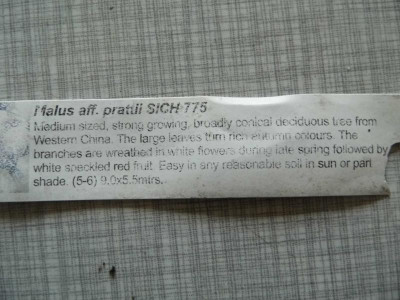 Malus aff. prattii SICH 775
Medium sized, strong growing, broadly conical deciduous tree from
Western China. The large leaves turn rich autumn colours. The
branches are wreathed in white flowers during late spring followed by
white speckled red fruit. Easy in any reasonable soil in sun or part
shade. (5-6) 9.0x5.5mtrs.